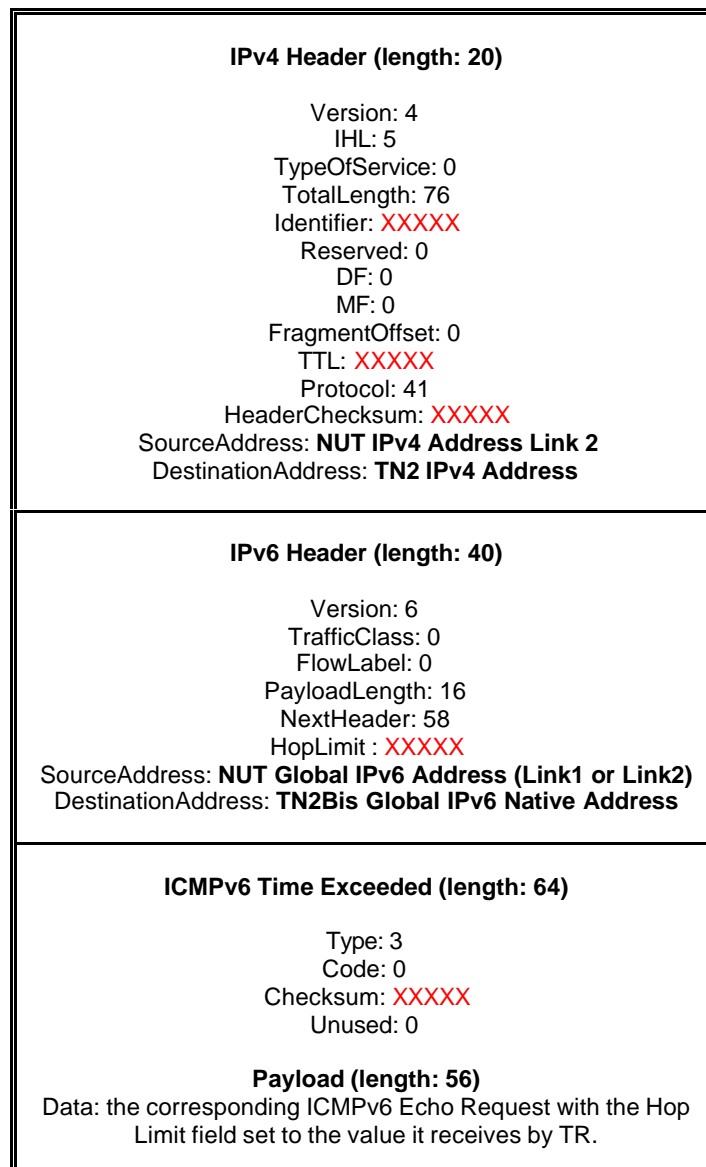 IPv4 Header (length: 20)
Version: 4
IHL: 5
TypeOfService: 0
TotalLength: 76
Identifier: XXXXX
Reserved: 0
DF: 0
MF: 0
FragmentOffset: 0
TTL: XXXXX
Protocol: 41
HeaderChecksum: XXXXX
SourceAddress: NUT IPv4 Address Link 2
DestinationAddress: TN2 IPv4 Address
IPv6 Header (length: 40)
Version: 6
TrafficClass: 0
FlowLabel: 0
PayloadLength: 16
NextHeader: 58
HopLimit : XXXXX
SourceAddress: NUT Global IPv6 Address (Link1 or Link2)
DestinationAddress: TN2Bis Global IPv6 Native Address
ICMPv6 Time Exceeded (length: 64)
Type: 3
Code: 0
Checksum: XXXXX
Unused: 0
Payload (length: 56)
Data: the corresponding ICMPv6 Echo Request with the Hop
Limit field set to the value it receives by TR.